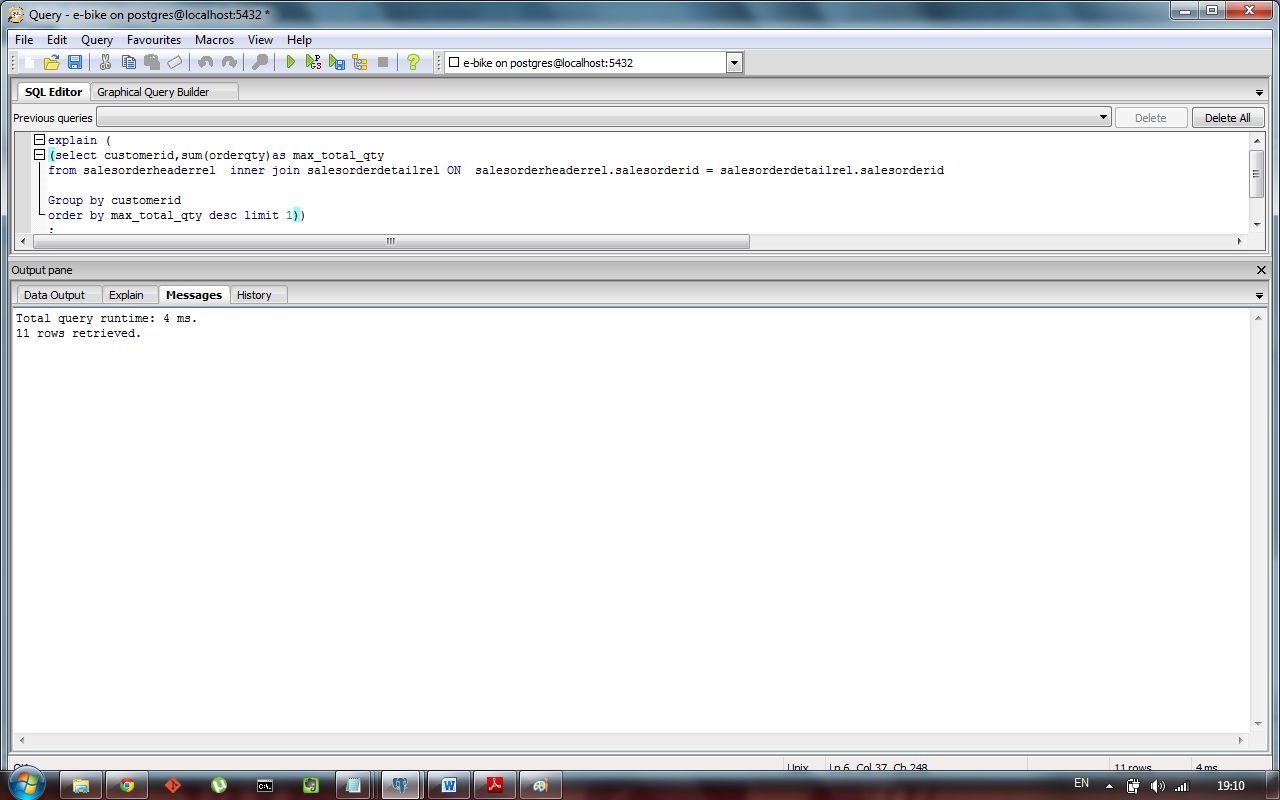 Query - e-bike on postgres@localhost:5432 *
File Edit Query Favourites Macros View Help
e-bike on postgres@localhost:5432
SQL Editor Graphical Query Builder
Previous queries Delete Delete All
explain (
(select customerid,sum(orderqty)as max_total_qty
from salesorderheaderrel  inner join salesorderdetailrel ON  salesorderheaderrel.salesorderid = salesorderdetailrel.salesorderid
Group by customerid
order by max_total_qty desc limit 1))
;
Output pane
Data Output Explain Messages History
Total query runtime: 4 ms.
11 rows retrieved.
Unix Ln 6, Col 37, Ch 248 11 rows 4 ms
EN 19:10